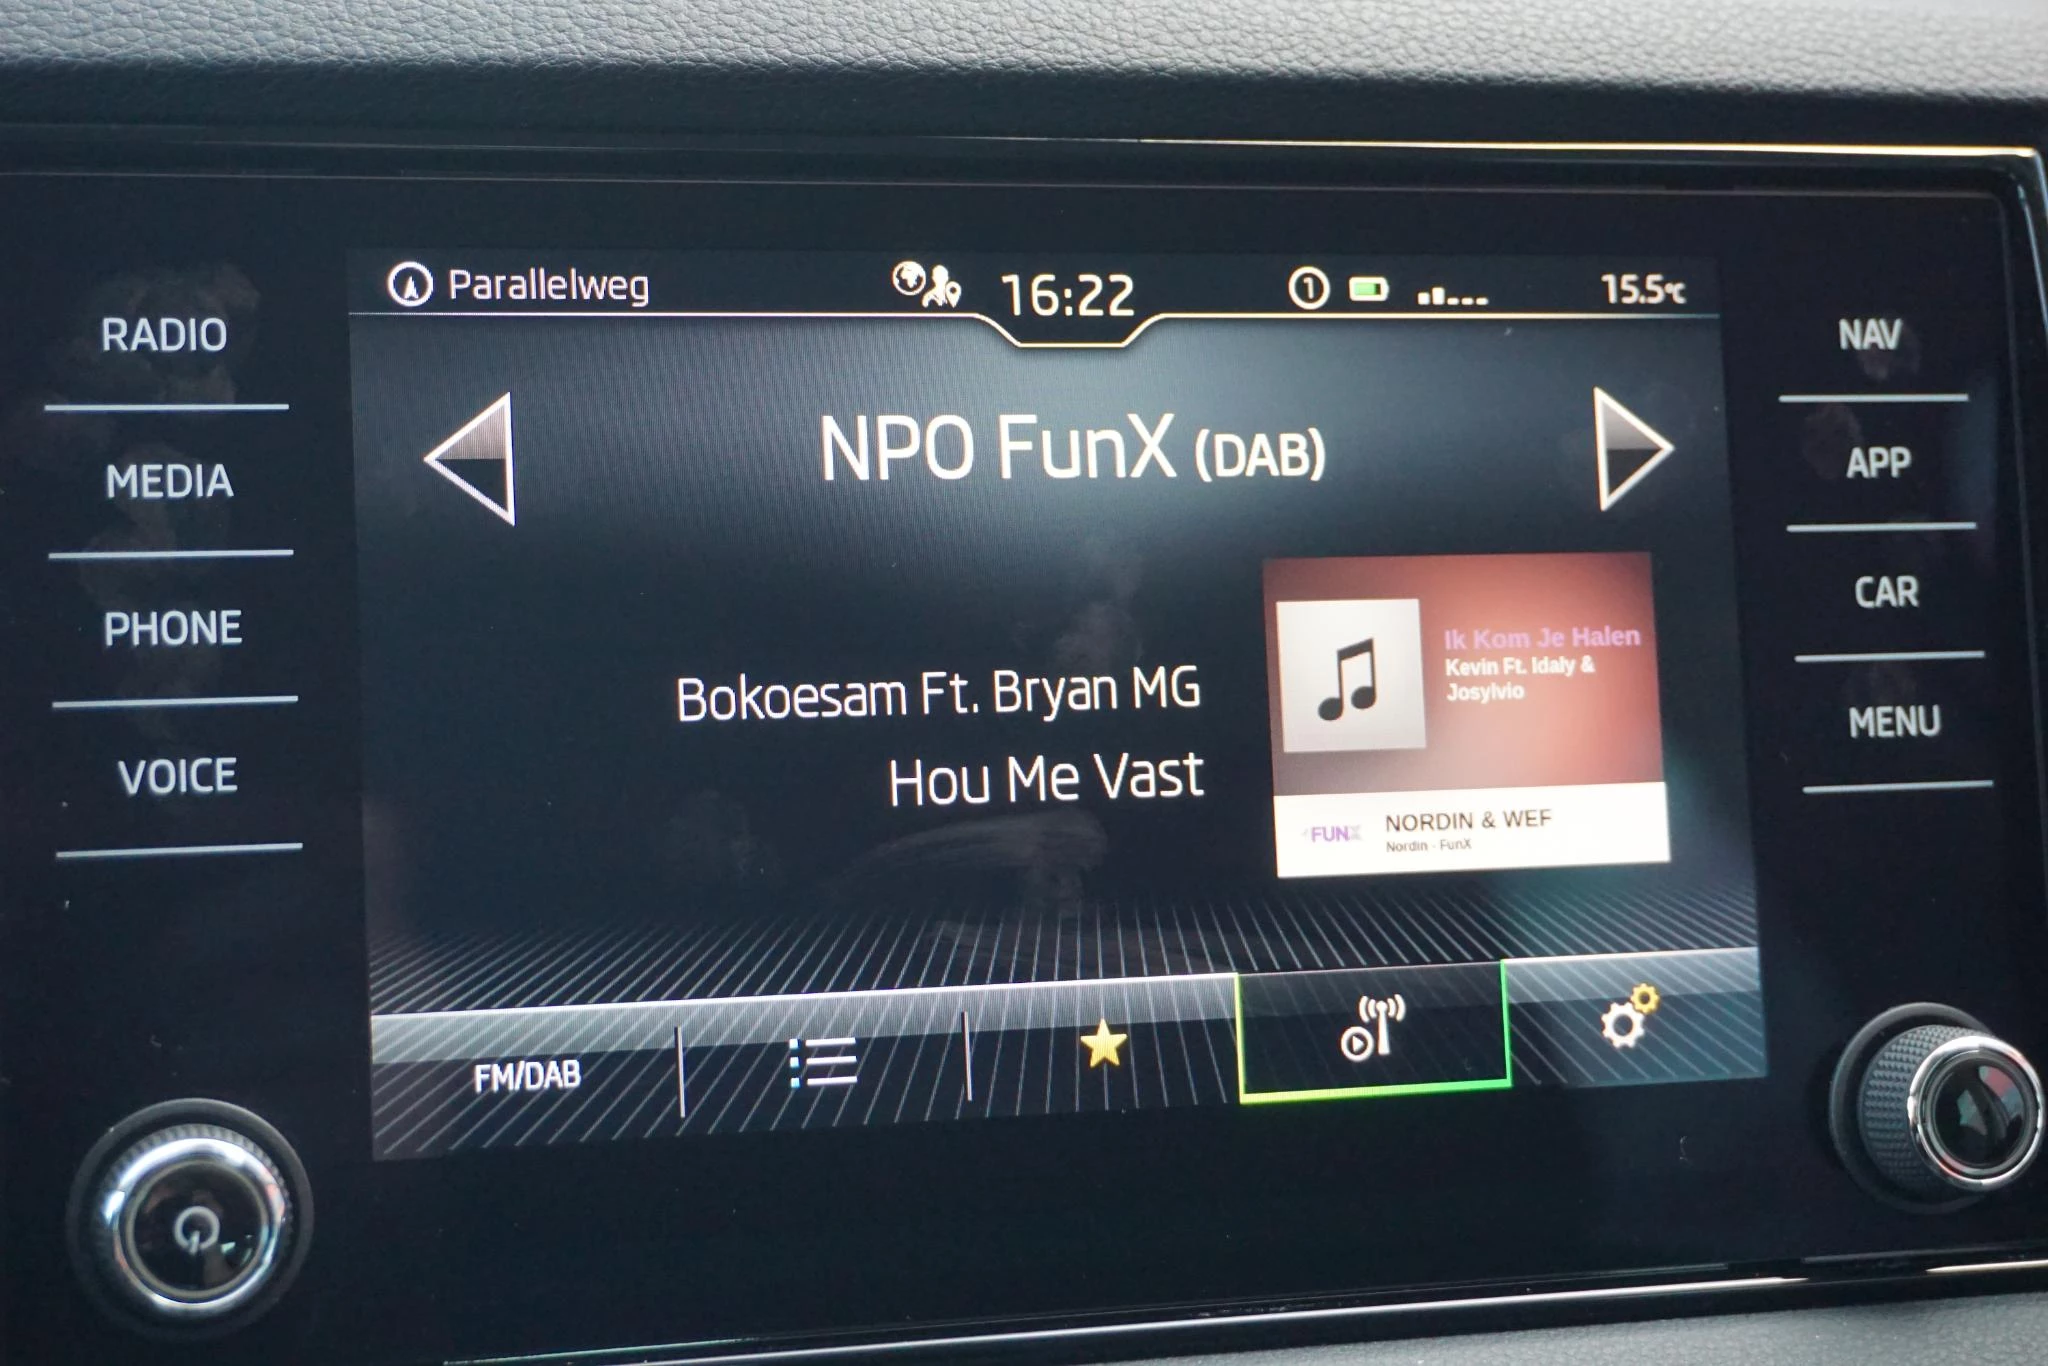 Parallelweg
16:22
1
15.5°C
RADIO
MEDIA
PHONE
VOICE
NPO FunX (DAB)
Bokoesam Ft. Bryan MG
Hou Me Vast
Ik Kom Je Halen
Kevin Ft. Idaly &
Josylvio
FUNX
NORDIN & WEF
Nordin - FunX
FM/DAB
NAV
APP
CAR
MENU